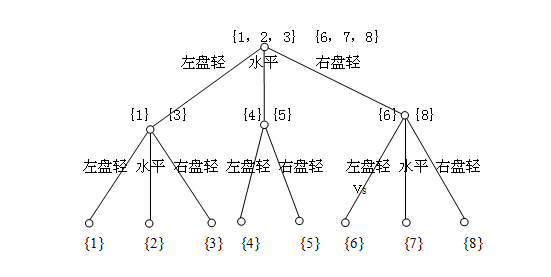 {1, 2, 3} {6, 7, 8}
左盘轻 水平 右盘轻
{1} {3} {4} {5} {6} {8}
左盘轻 水平 右盘轻 左盘轻 右盘轻 左盘轻 水平 右盘轻
Vs
{1} {2} {3} {4} {5} {6} {7} {8}